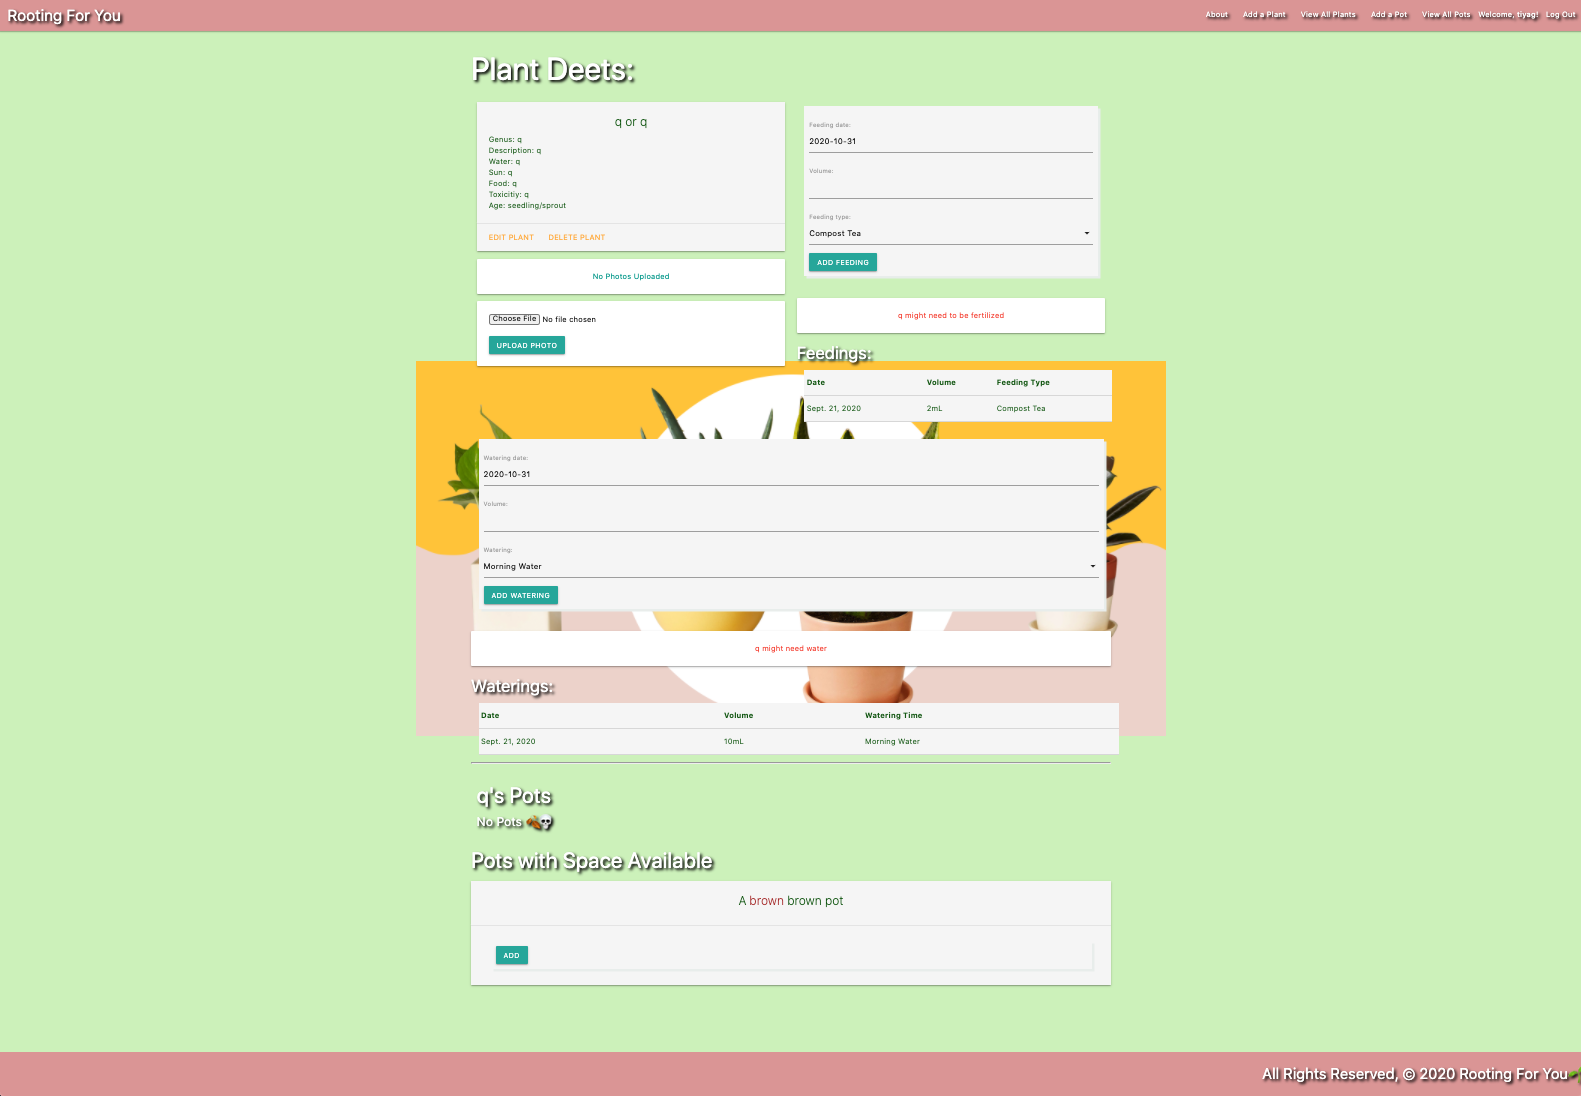 Rooting For You
About Add a Plant View All Plants Add a Pot View All Pots Welcome, tiyag! Log Out
Plant Deets:
q or q
Genus: q
Description: q
Water: q
Sun: q
Food: q
Toxicitiy: q
Age: seedling/sprout
EDIT PLANT DELETE PLANT
No Photos Uploaded
Choose File No file chosen
UPLOAD PHOTO
Feeding date:
2020-10-31
Volume:
Feeding type:
Compost Tea
ADD FEEDING
q might need to be fertilized
Feedings:
Date Volume Feeding Type
Sept. 21, 2020 2mL Compost Tea
Watering date:
2020-10-31
Volume:
Watering:
Morning Water
ADD WATERING
q might need water
Waterings:
Date Volume Watering Time
Sept. 21, 2020 10mL Morning Water
q's Pots
No Pots 🍂💀
Pots with Space Available
A brown brown pot
ADD
All Rights Reserved, © 2020 Rooting For You🌱